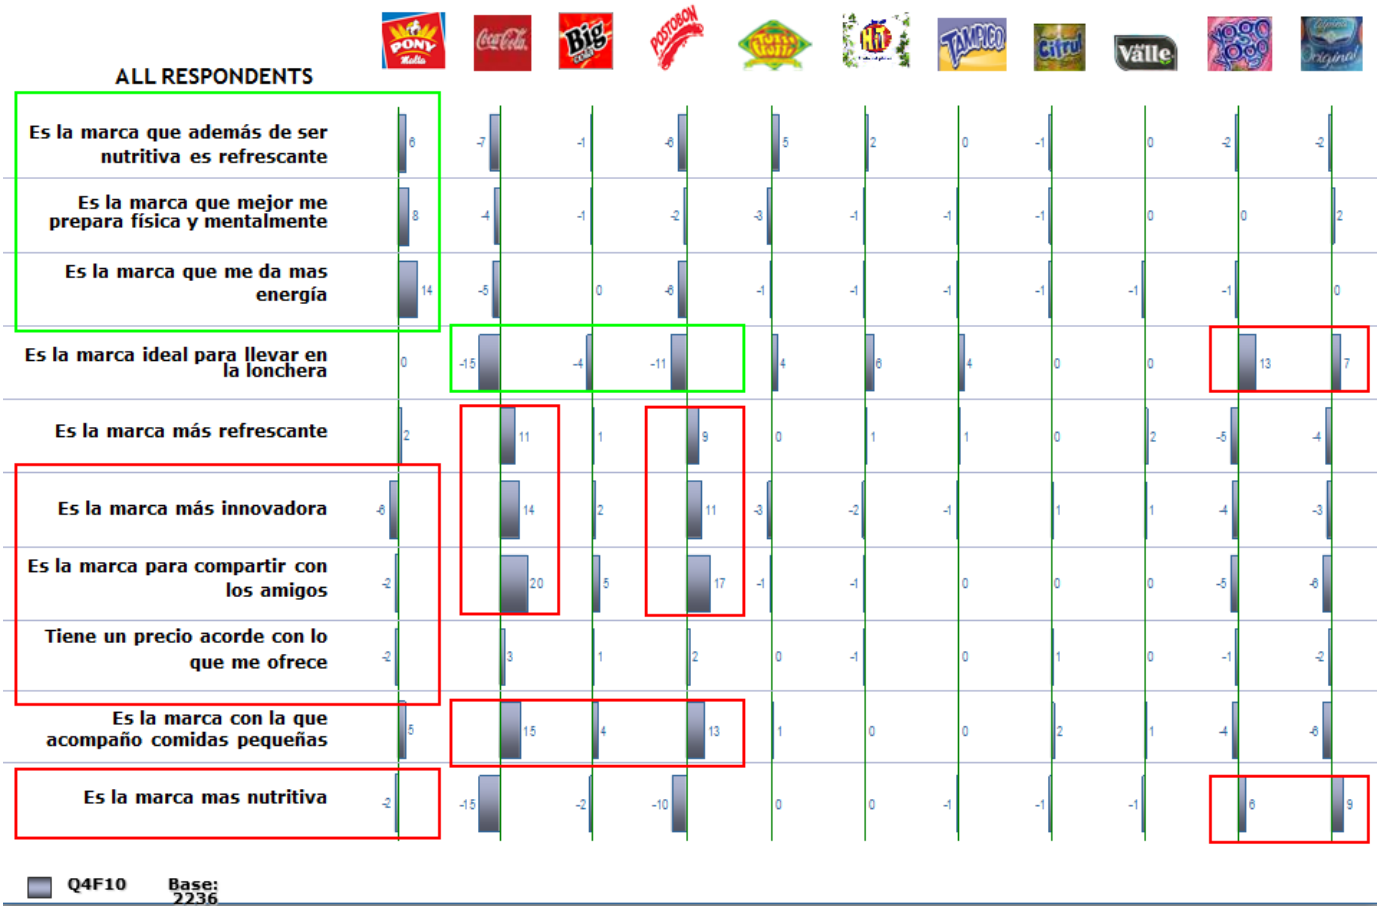 PONY
Malta
Coca-Cola
Big
POSTOBON
Tutti
Frutti
Hit
TAMPICO
Citrus
Valle
YOGO
YOGO
Alpina
Original
ALL RESPONDENTS
Es la marca que además de ser
nutritiva es refrescante
6 -7 -1 -6 5 2 0 -1 0 -2 -2
Es la marca que mejor me
prepara física y mentalmente
8 -4 -1 -2 -3 -1 -1 -1 0 0 2
Es la marca que me da mas
energía
14 -5 0 -6 -1 -1 -1 -1 -1 -1 0
Es la marca ideal para llevar en
la lonchera
0 -15 -4 -11 4 6 4 0 0 13 7
Es la marca más refrescante
2 11 1 9 0 1 1 0 2 -5 -4
Es la marca más innovadora
-6 14 2 11 -3 -2 -1 1 1 -4 -3
Es la marca para compartir con
los amigos
-2 20 5 17 -1 -1 0 0 0 -5 -6
Tiene un precio acorde con lo
que me ofrece
-2 3 1 2 0 -1 0 1 0 -1 -2
Es la marca con la que
acompaño comidas pequeñas
5 15 4 13 1 0 0 2 1 -4 -6
Es la marca mas nutritiva
-2 -15 -2 -10 0 0 -1 -1 -1 6 9
Q4F10 Base:
2236